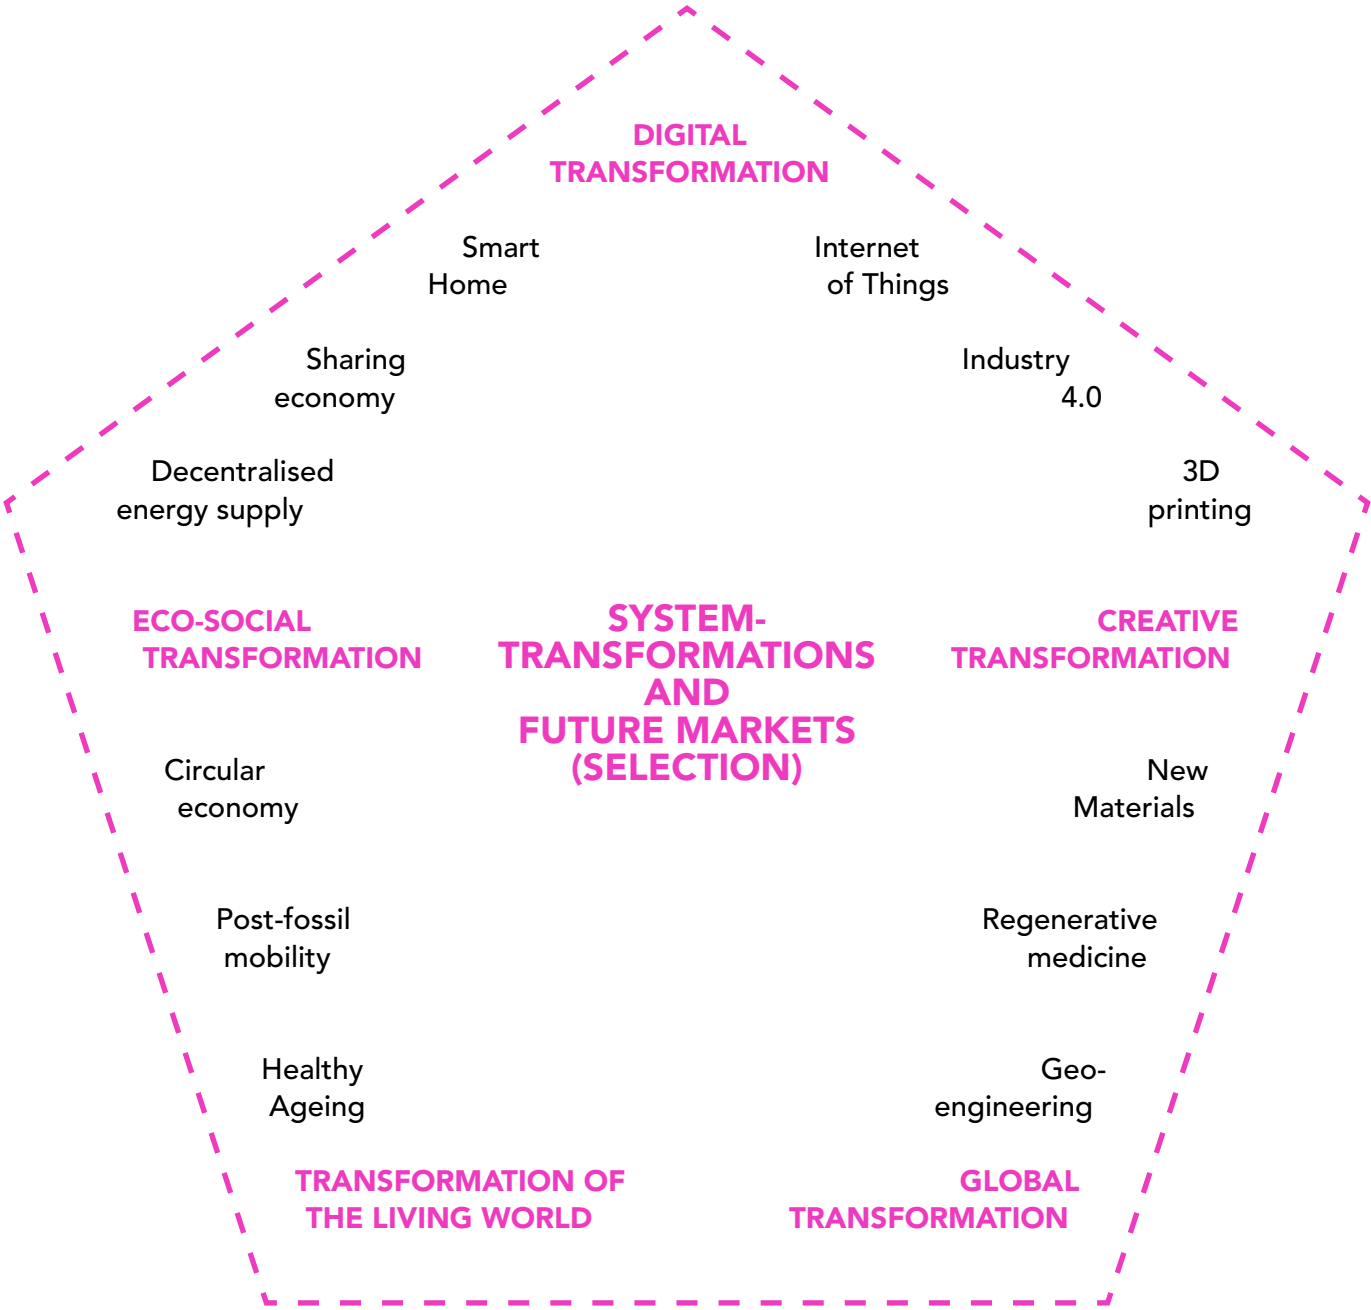 DIGITAL
TRANSFORMATION
Smart
Home
Internet
of Things
Sharing
economy
Industry
4.0
Decentralised
energy supply
3D
printing
ECO-SOCIAL
TRANSFORMATION
SYSTEM-
TRANSFORMATIONS
AND
FUTURE MARKETS
(SELECTION)
CREATIVE
TRANSFORMATION
Circular
economy
New
Materials
Post-fossil
mobility
Regenerative
medicine
Healthy
Ageing
Geo-
engineering
TRANSFORMATION OF
THE LIVING WORLD
GLOBAL
TRANSFORMATION